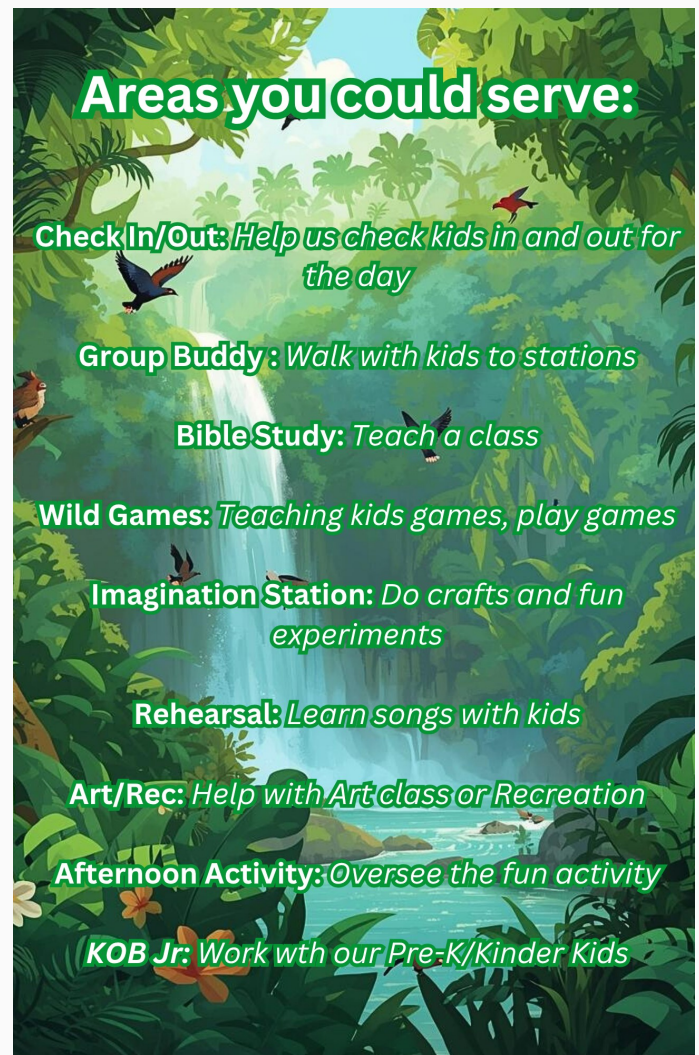 Areas you could serve:
Check In/Out: Help us check kids in and out for
the day
Group Buddy : Walk with kids to stations
Bible Study: Teach a class
Wild Games: Teaching kids games, play games
Imagination Station: Do crafts and fun
experiments
Rehearsal: Learn songs with kids
Art/Rec: Help with Art class or Recreation
Afternoon Activity: Oversee the fun activity
KOB Jr: Work wth our Pre-K/Kinder Kids